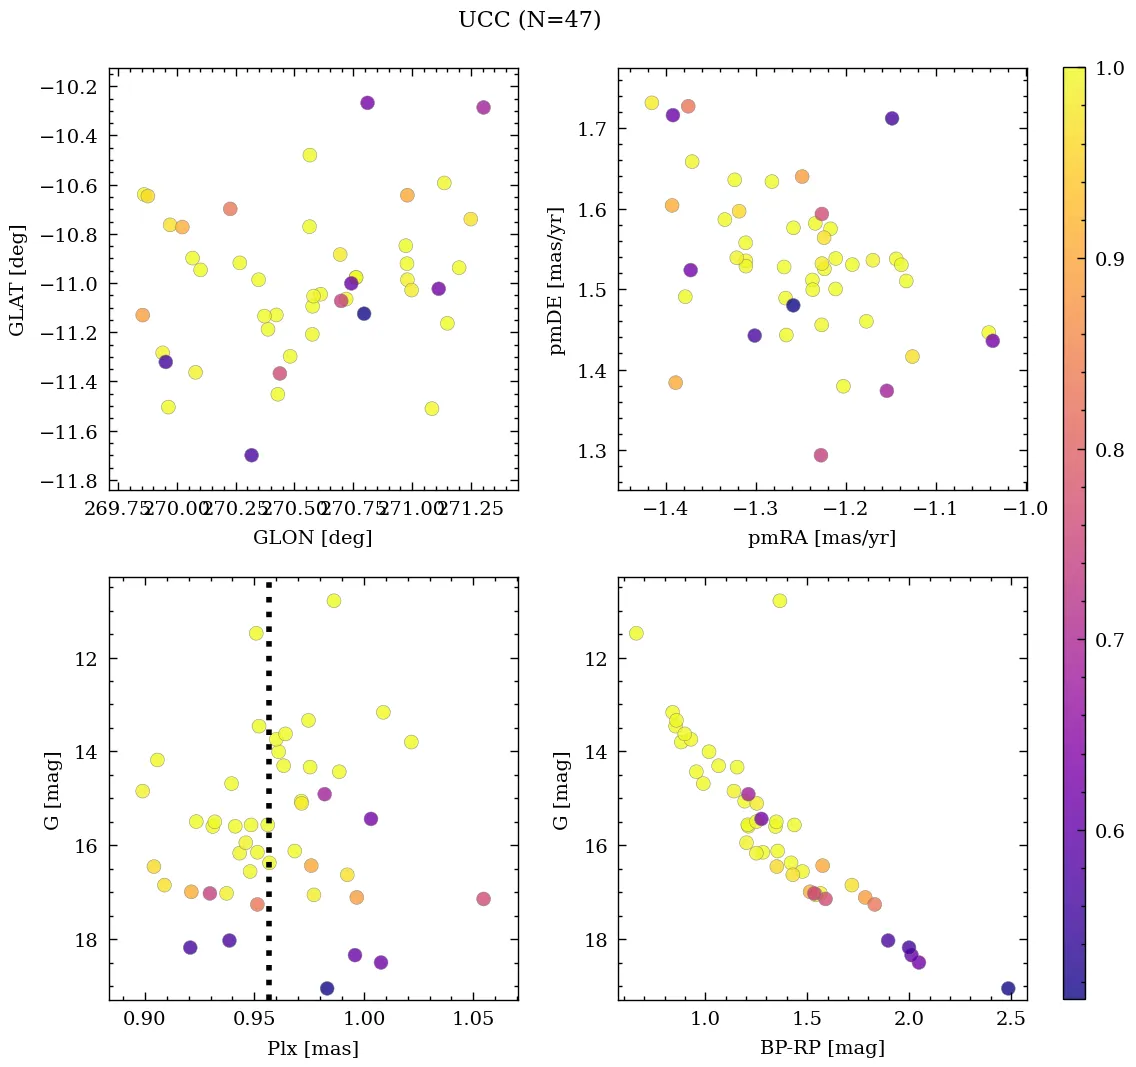 UCC (N=47)
−10.2
−10.4
−10.6
−10.8
−11.0
−11.2
−11.4
−11.6
−11.8
GLAT [deg]
269.75 270.00 270.25 270.50 270.75 271.00 271.25
GLON [deg]
1.7
1.6
1.5
1.4
1.3
pmDE [mas/yr]
−1.4 −1.3 −1.2 −1.1 −1.0
pmRA [mas/yr]
12
14
16
18
G [mag]
0.90 0.95 1.00 1.05
Plx [mas]
12
14
16
18
G [mag]
1.0 1.5 2.0 2.5
BP-RP [mag]
1.0
0.9
0.8
0.7
0.6